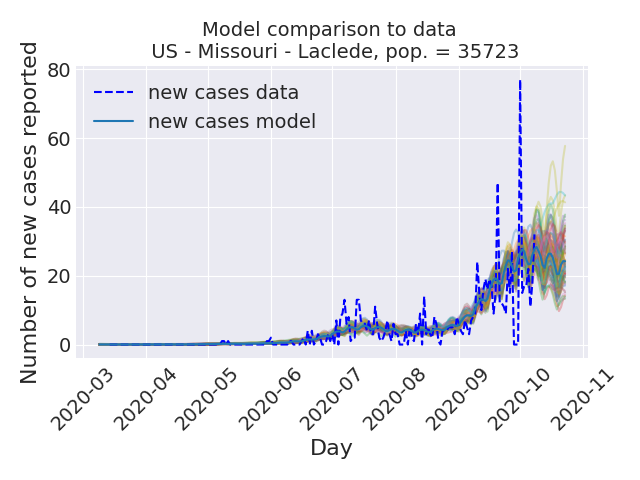 Model comparison to data
US - Missouri - Laclede, pop. = 35723
Number of new cases reported
80
60
40
20
0
new cases data
new cases model
2020-03
2020-04
2020-05
2020-06
2020-07
2020-08
2020-09
2020-10
2020-11
Day